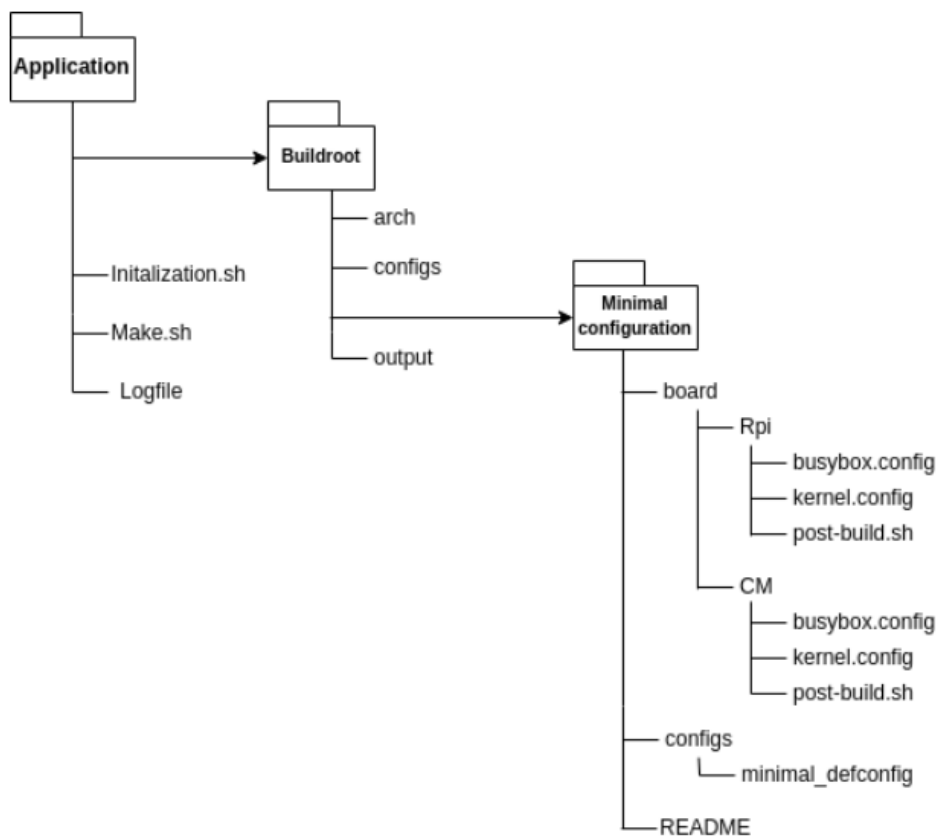 Application
Buildroot
arch
configs
Initalization.sh
Minimal
configuration
Make.sh
output
Logfile
board
Rpi
busybox.config
kernel.config
post-build.sh
CM
busybox.config
kernel.config
post-build.sh
configs
minimal_defconfig
README